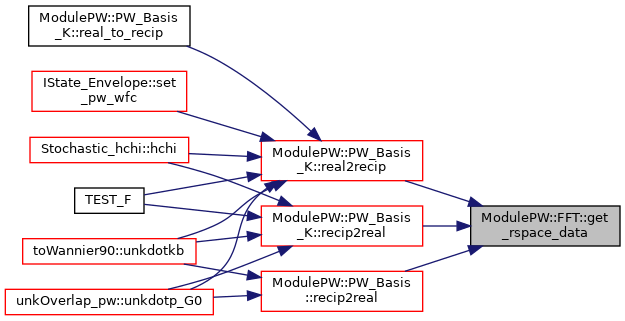 ModulePW::PW_Basis
_K::real_to_recip
IState_Envelope::set
_pw_wfc
Stochastic_hchi::hchi
TEST_F
toWannier90::unkdotkb
unkOverlap_pw::unkdotp_G0
ModulePW::PW_Basis
_K::real2recip
ModulePW::PW_Basis
_K::recip2real
ModulePW::PW_Basis
::recip2real
ModulePW::FFT::get
_rspace_data